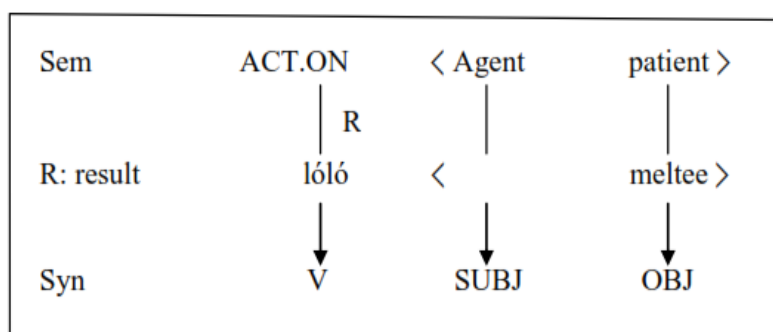 Sem ACT.ON < Agent patient >
R
R: result lóló < meltee >
Syn V SUBJ OBJ